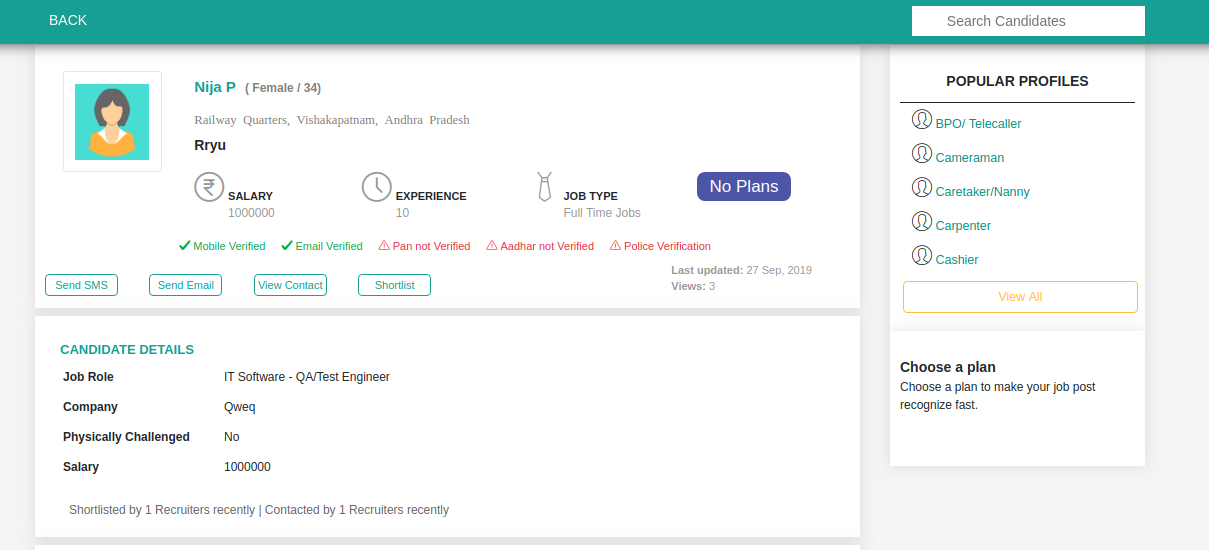 BACK
Search Candidates
Nija P ( Female / 34)
Railway Quarters, Vishakapatnam, Andhra Pradesh
Rryu
SALARY
1000000
EXPERIENCE
10
JOB TYPE
Full Time Jobs
No Plans
Mobile Verified Email Verified Pan not Verified Aadhar not Verified Police Verification
Last updated: 27 Sep, 2019
Views: 3
Send SMS Send Email View Contact Shortlist
CANDIDATE DETAILS
Job Role IT Software - QA/Test Engineer
Company Qweq
Physically Challenged No
Salary 1000000
Shortlisted by 1 Recruiters recently | Contacted by 1 Recruiters recently
POPULAR PROFILES
BPO/ Telecaller
Cameraman
Caretaker/Nanny
Carpenter
Cashier
View All
Choose a plan
Choose a plan to make your job post
recognize fast.